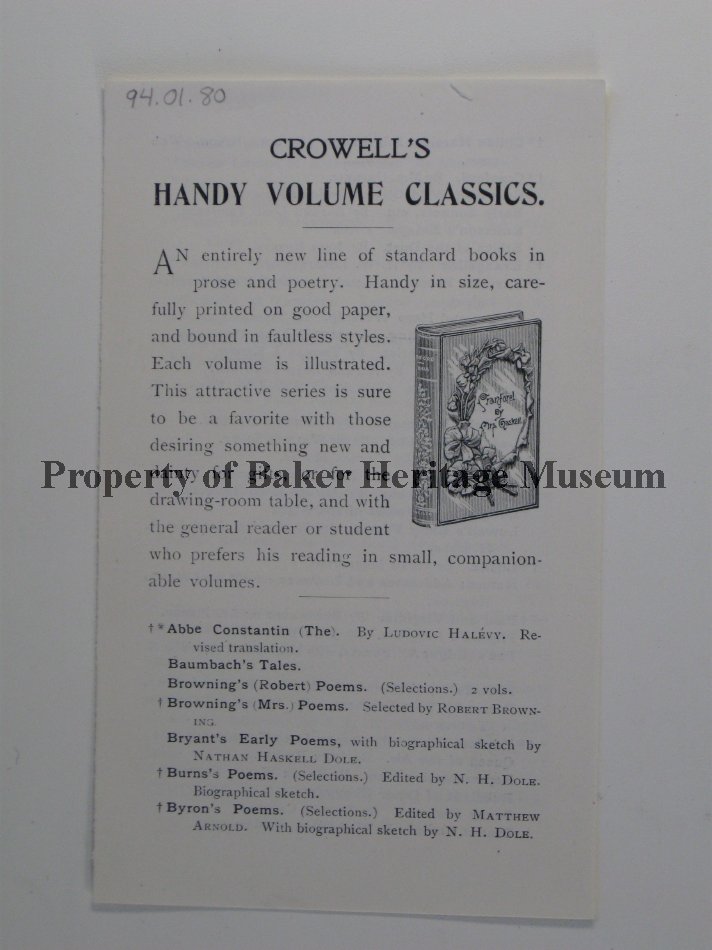 94.01.80
CROWELL'S
HANDY VOLUME CLASSICS.
AN entirely new line of standard books in
prose and poetry. Handy in size, care-
fully printed on good paper,
and bound in faultless styles.
Each volume is illustrated.
This attractive series is sure
to be a favorite with those
desiring something new and
dainty for gifts, or for the
Property of Baker Heritage Museum
drawing-room table, and with
the general reader or student
who prefers his reading in small, companion-
able volumes.
Cranford
By
Mrs. Gaskell
†*Abbe Constantin (The). By LUDOVIC HALÉVY. Re-
vised translation.
Baumbach's Tales.
Browning's (Robert) Poems. (Selections.) 2 vols.
†Browning's (Mrs.) Poems. Selected by ROBERT BROWN-
ING.
Bryant's Early Poems, with biographical sketch by
NATHAN HASKELL DOLE.
†Burns's Poems. (Selections.) Edited by N. H. DOLE.
Biographical sketch.
†Byron's Poems. (Selections.) Edited by MATTHEW
ARNOLD. With biographical sketch by N. H. DOLE.